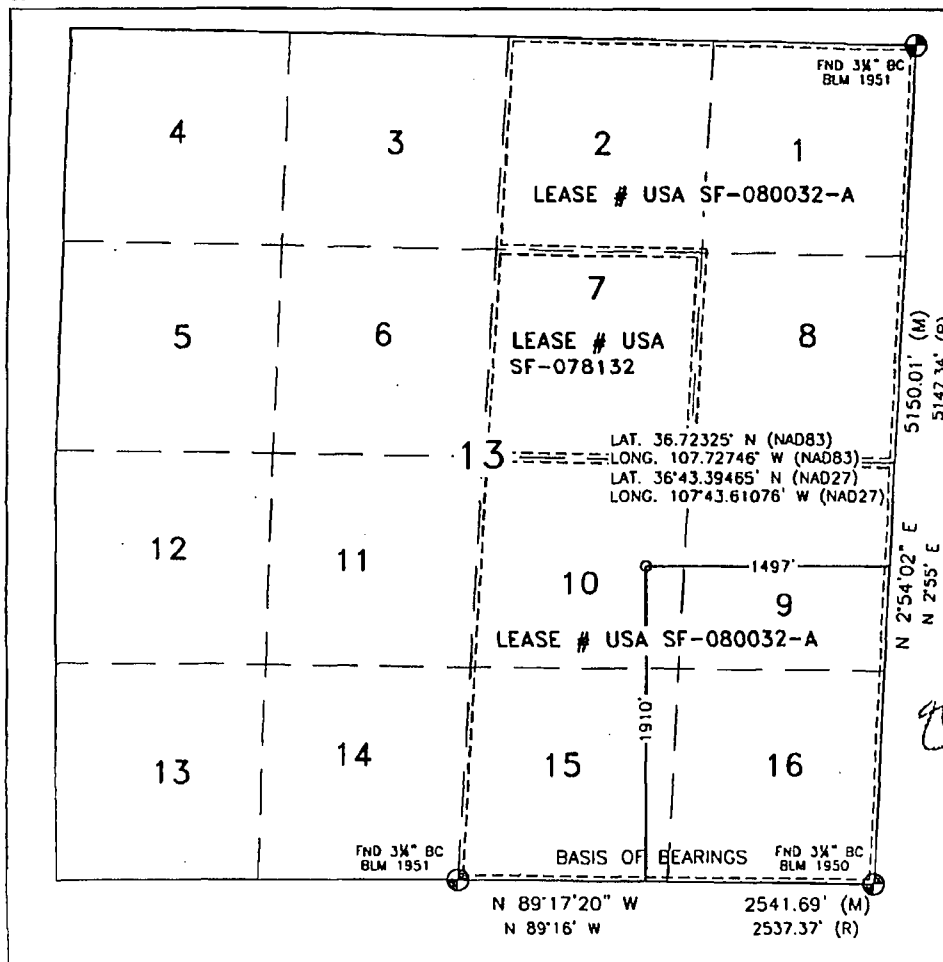 FND 3¼" BC
BLM 1951
4
3
2
1
LEASE # USA SF-080032-A
5
6
7
8
LEASE # USA
SF-078132
5150.01' (M)
5147.34' (R)
13
LAT. 36.72325° N (NAD83)
LONG. 107.72746° W (NAD83)
LAT. 36°43.39465' N (NAD27)
LONG. 107°43.61076' W (NAD27)
12
11
10
1497'
9
N 2°54'02" E
N 2°55' E
LEASE # USA SF-080032-A
1910'
13
14
15
16
FND 3¼" BC
BLM 1951
BASIS OF BEARINGS
FND 3¼" BC
BLM 1950
N 89°17'20" W
2541.69' (M)
N 89°16' W
2537.37' (R)